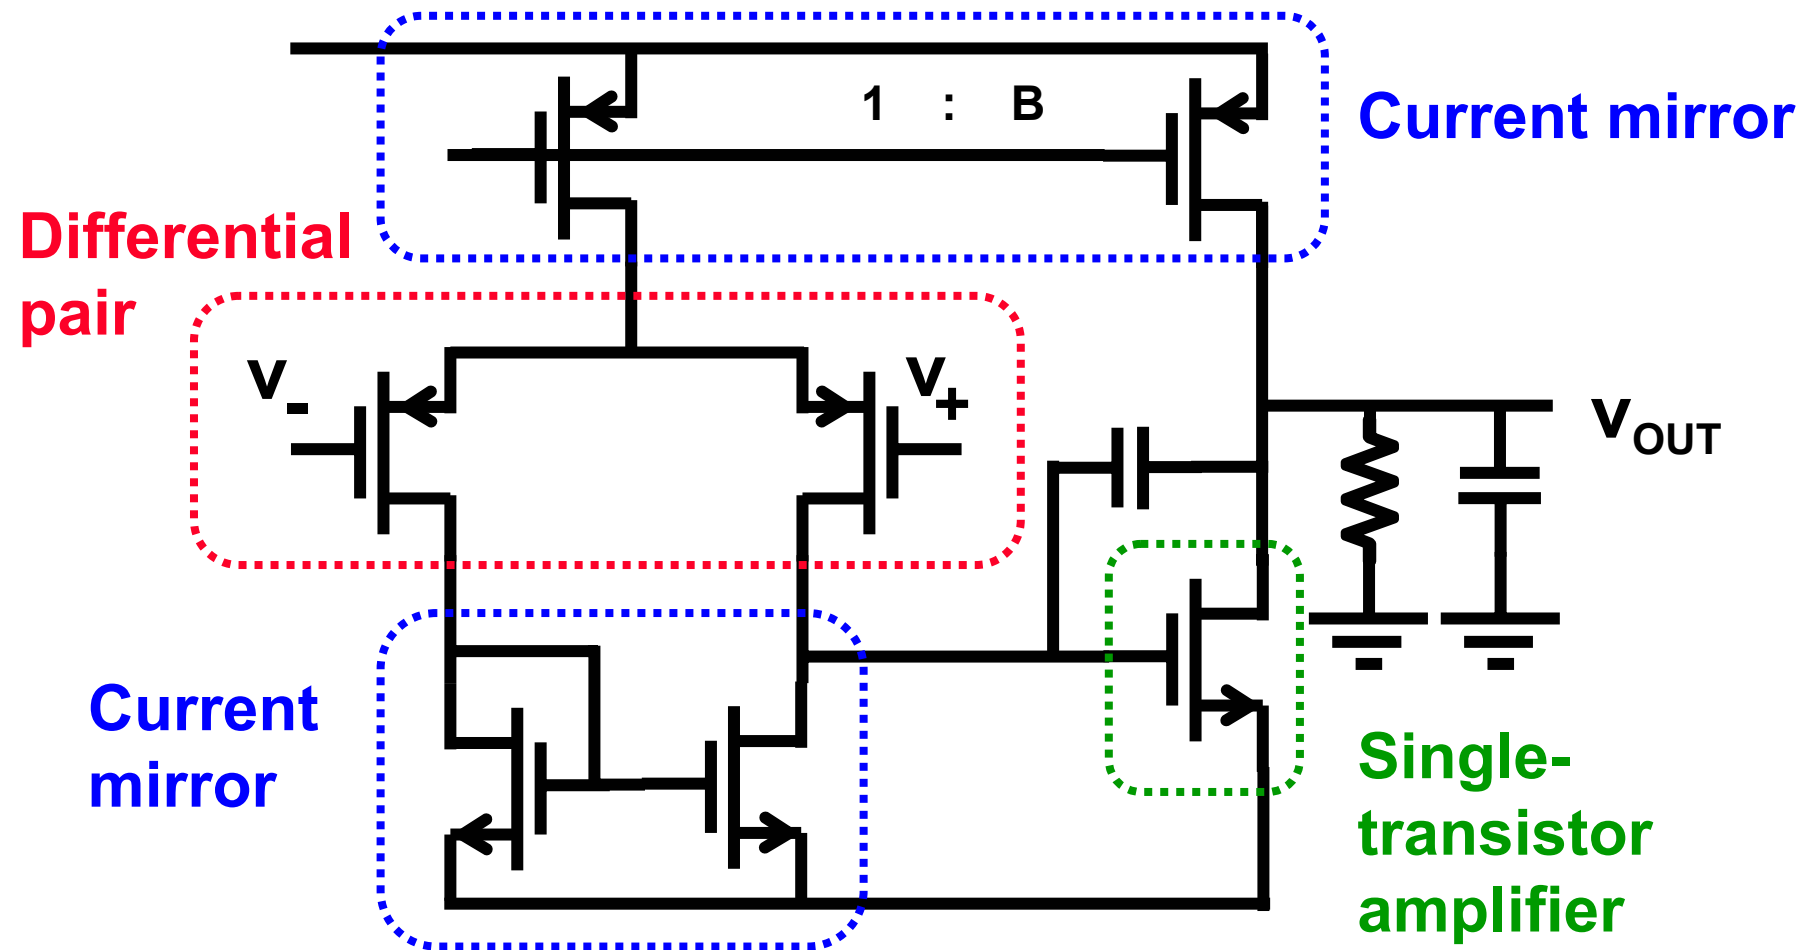 1 : B
Current mirror
Differential
pair
v-
v+
vOUT
Current
mirror
Single-
transistor
amplifier